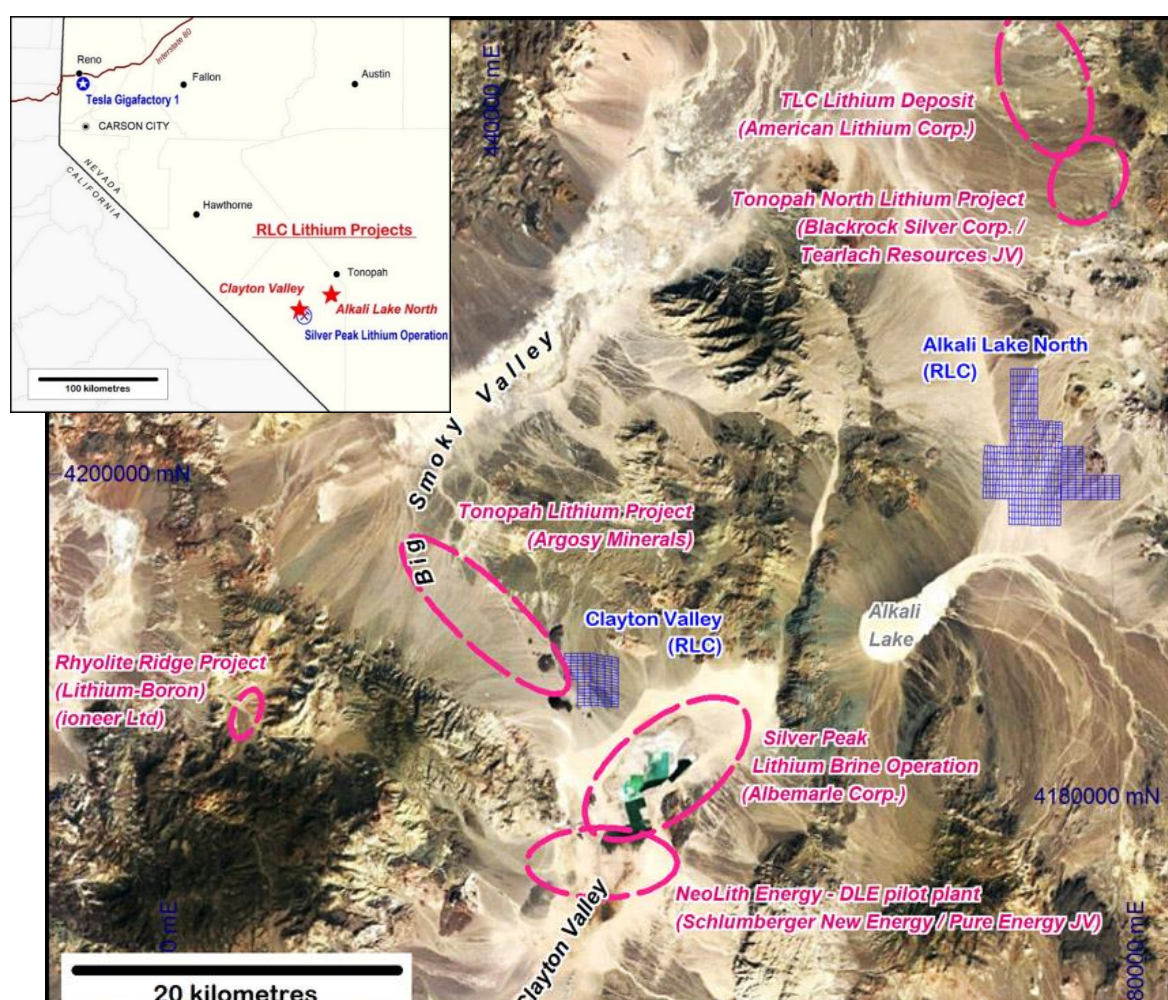 Reno
Interstate 80
Tesla Gigafactory 1
Fallon
Austin
CARSON CITY
NEVADA
CALIFORNIA
Hawthorne
RLC Lithium Projects
Tonopah
Clayton Valley
Alkali Lake North
Silver Peak Lithium Operation
100 kilometres
440000 mE
TLC Lithium Deposit
(American Lithium Corp.)
Tonopah North Lithium Project
(Blackrock Silver Corp. /
Tearlach Resources JV)
Alkali Lake North
(RLC)
Big Smoky Valley
4200000 mN
Tonopah Lithium Project
(Argosy Minerals)
Clayton Valley
(RLC)
Alkali
Lake
Rhyolite Ridge Project
(Lithium-Boron)
(ioneer Ltd)
Silver Peak
Lithium Brine Operation
(Albemarle Corp.)
4180000 mN
NeoLith Energy - DLE pilot plant
(Schlumberger New Energy / Pure Energy JV)
Clayton Valley
0 mE
80000 mE
20 kilometres